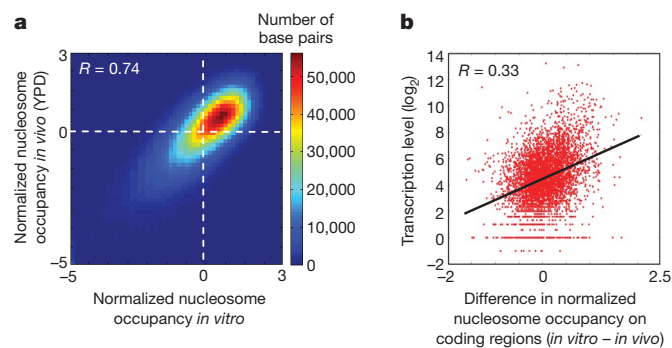 a
Number of
base pairs
R = 0.74
3
0
−5
Normalized nucleosome
occupancy in vivo (YPD)
−5
0
3
Normalized nucleosome
occupancy in vitro
50,000
40,000
30,000
20,000
10,000
0
b
R = 0.33
14
12
10
8
6
4
2
0
−2
Transcription level (log2)
−2
0
2.5
Difference in normalized
nucleosome occupancy on
coding regions (in vitro – in vivo)